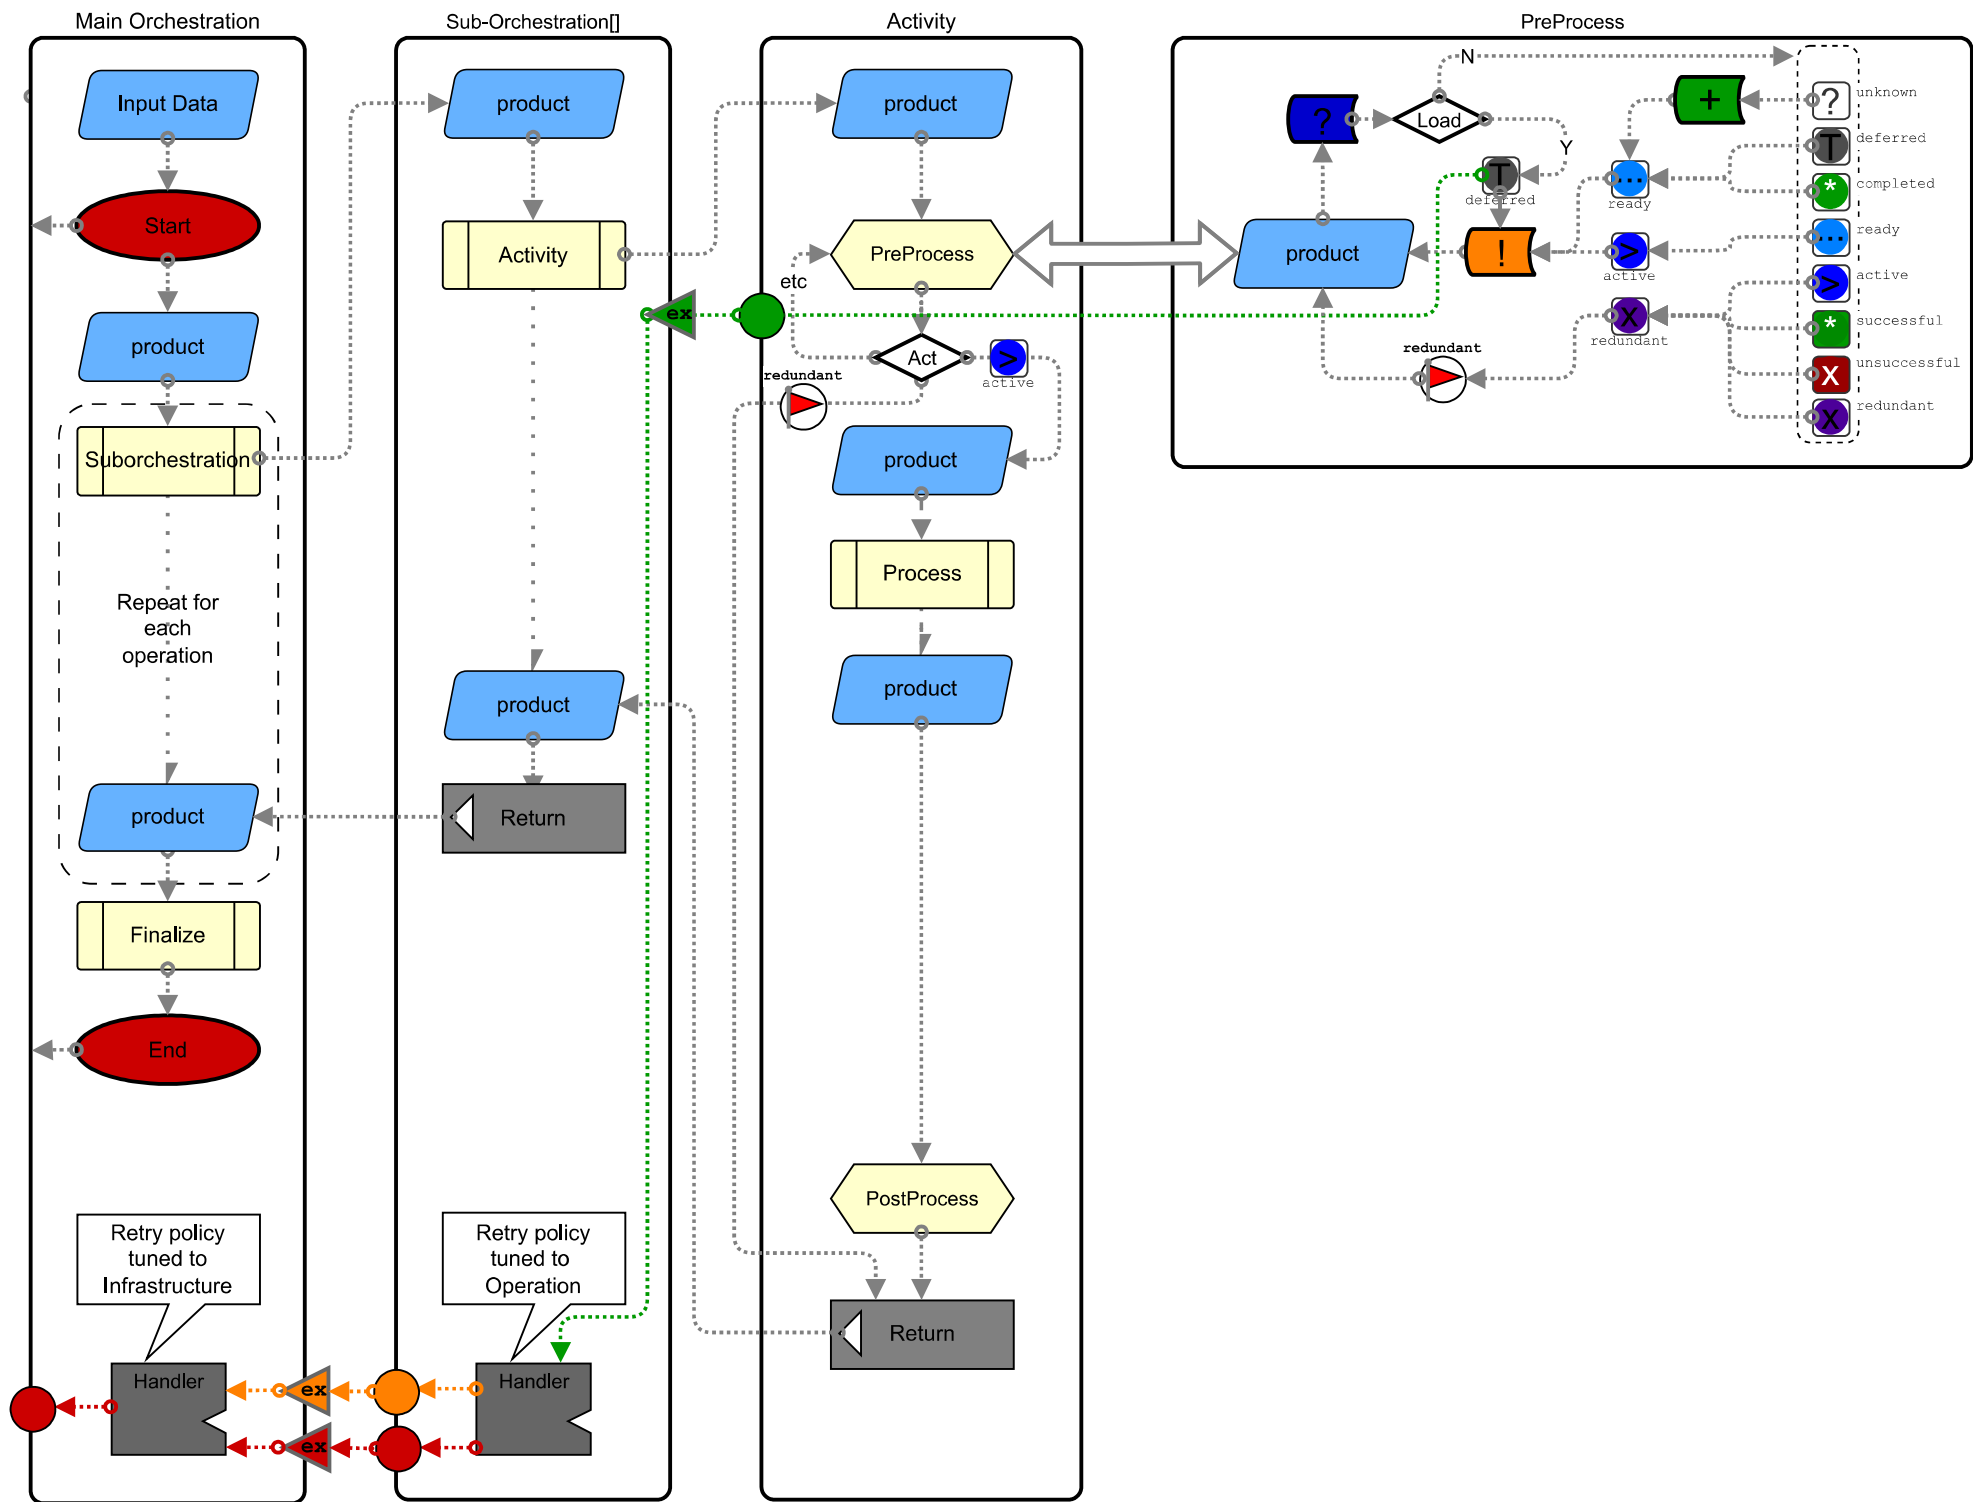 Main Orchestration
Input Data
Start
product
Suborchestration
Repeat for
each
operation
product
Finalize
End
Retry policy
tuned to
Infrastructure
Handler
ex
ex
Sub-Orchestration[]
product
Activity
product
Return
Retry policy
tuned to
Operation
Handler
ex
Activity
product
PreProcess
etc
Act
>
active
redundant
product
Process
product
PostProcess
Return
PreProcess
N
?
Load
Y
T
deferred
product
!
+
...
ready
>
active
x
redundant
redundant
? unknown
T deferred
* completed
... ready
> active
* successful
x unsuccessful
x redundant